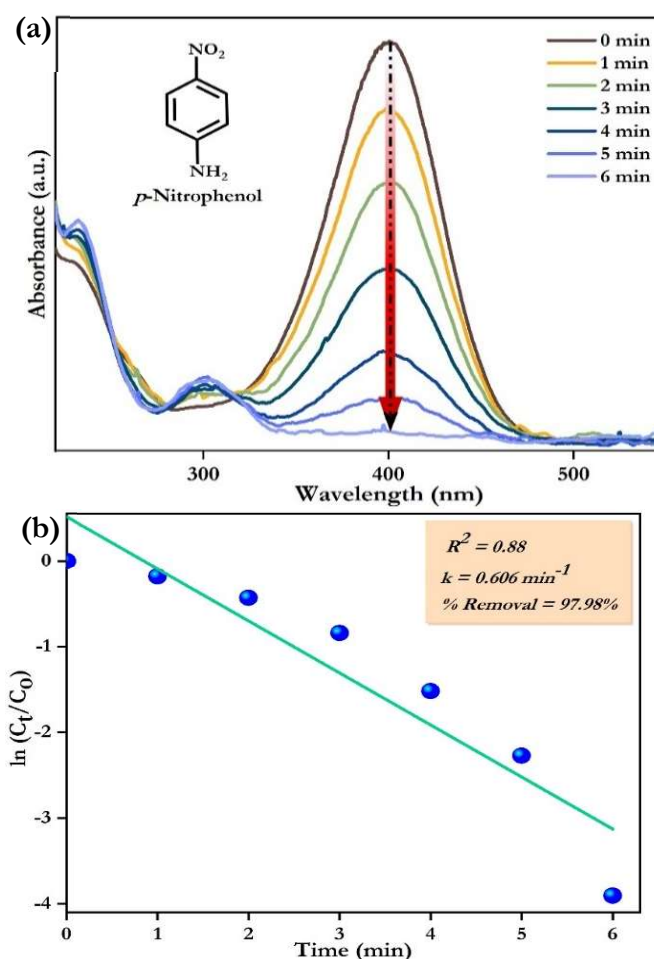 (a)
NO₂
NH₂
p-Nitrophenol
0 min
1 min
2 min
3 min
4 min
5 min
6 min
Absorbance (a.u.)
300
400
500
Wavelength (nm)
(b)
R² = 0.88
k = 0.606 min⁻¹
% Removal = 97.98%
ln (Cₜ/C₀)
0
-1
-2
-3
-4
0
1
2
3
4
5
6
Time (min)